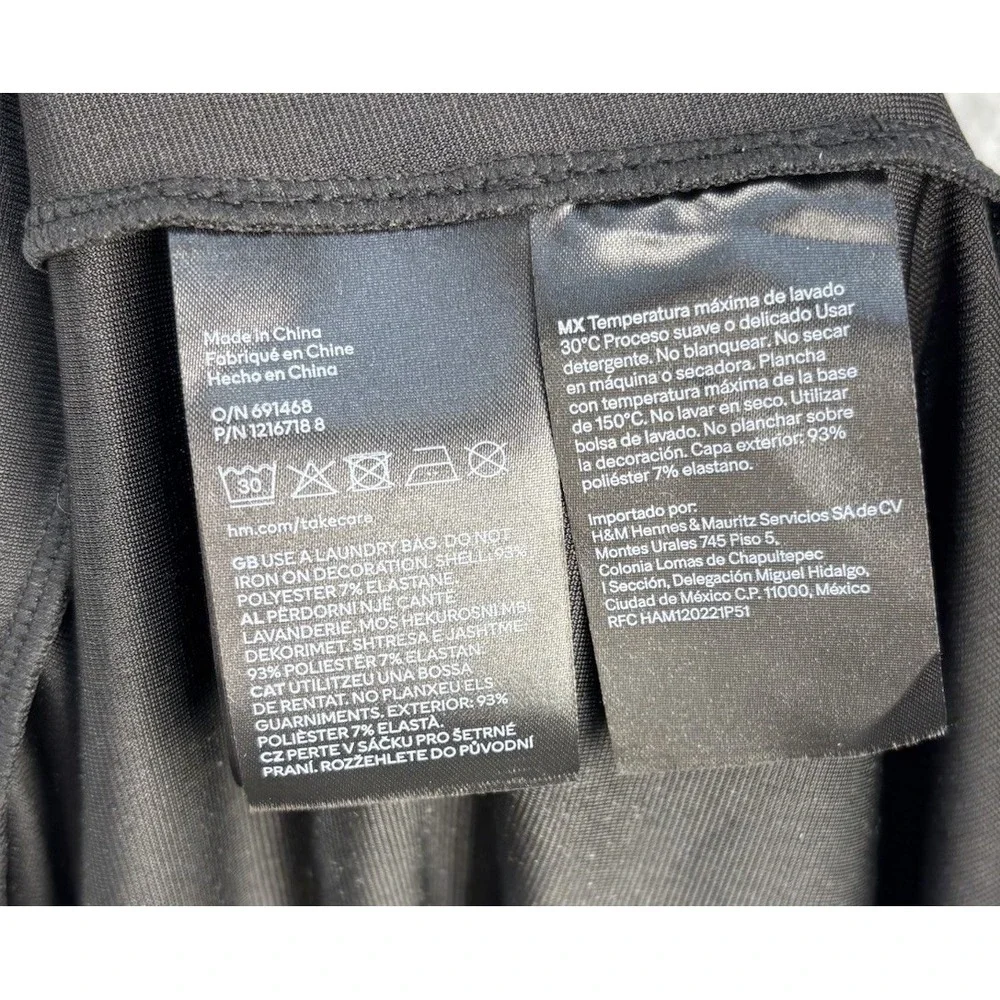 Made in China
Fabriqué en Chine
Hecho en China
O/N 691468
P/N 1216718 8
30
hm.com/takecare
GB USE A LAUNDRY BAG. DO NOT
IRON ON DECORATION. SHELL: 93%
POLYESTER 7% ELASTANE.
AL PËRDORNI NJË ÇANTË
LAVANDERIE. MOS HEKUROSNI MBI
DEKORIMET. SHTRESA E JASHTME:
93% POLIESTËR 7% ELASTAN.
CAT UTILITZEU UNA BOSSA
DE RENTAT. NO PLANXEU ELS
GUARNIMENTS. EXTERIOR: 93%
POLIÈSTER 7% ELASTÀ.
CZ PERTE V SÁČKU PRO ŠETRNÉ
PRANÍ. ROZŽEHLETE DO PŮVODNÍ
MX Temperatura máxima de lavado
30°C Proceso suave o delicado Usar
detergente. No blanquear. No secar
en máquina o secadora. Plancha
con temperatura máxima de la base
de 150°C. No lavar en seco. Utilizar
bolsa de lavado. No planchar sobre
la decoración. Capa exterior: 93%
poliéster 7% elastano.
Importado por:
H&M Hennes & Mauritz Servicios SA de CV
Montes Urales 745 Piso 5,
Colonia Lomas de Chapultepec
I Sección, Delegación Miguel Hidalgo,
Ciudad de México C.P. 11000, México
RFC HAM120221P51